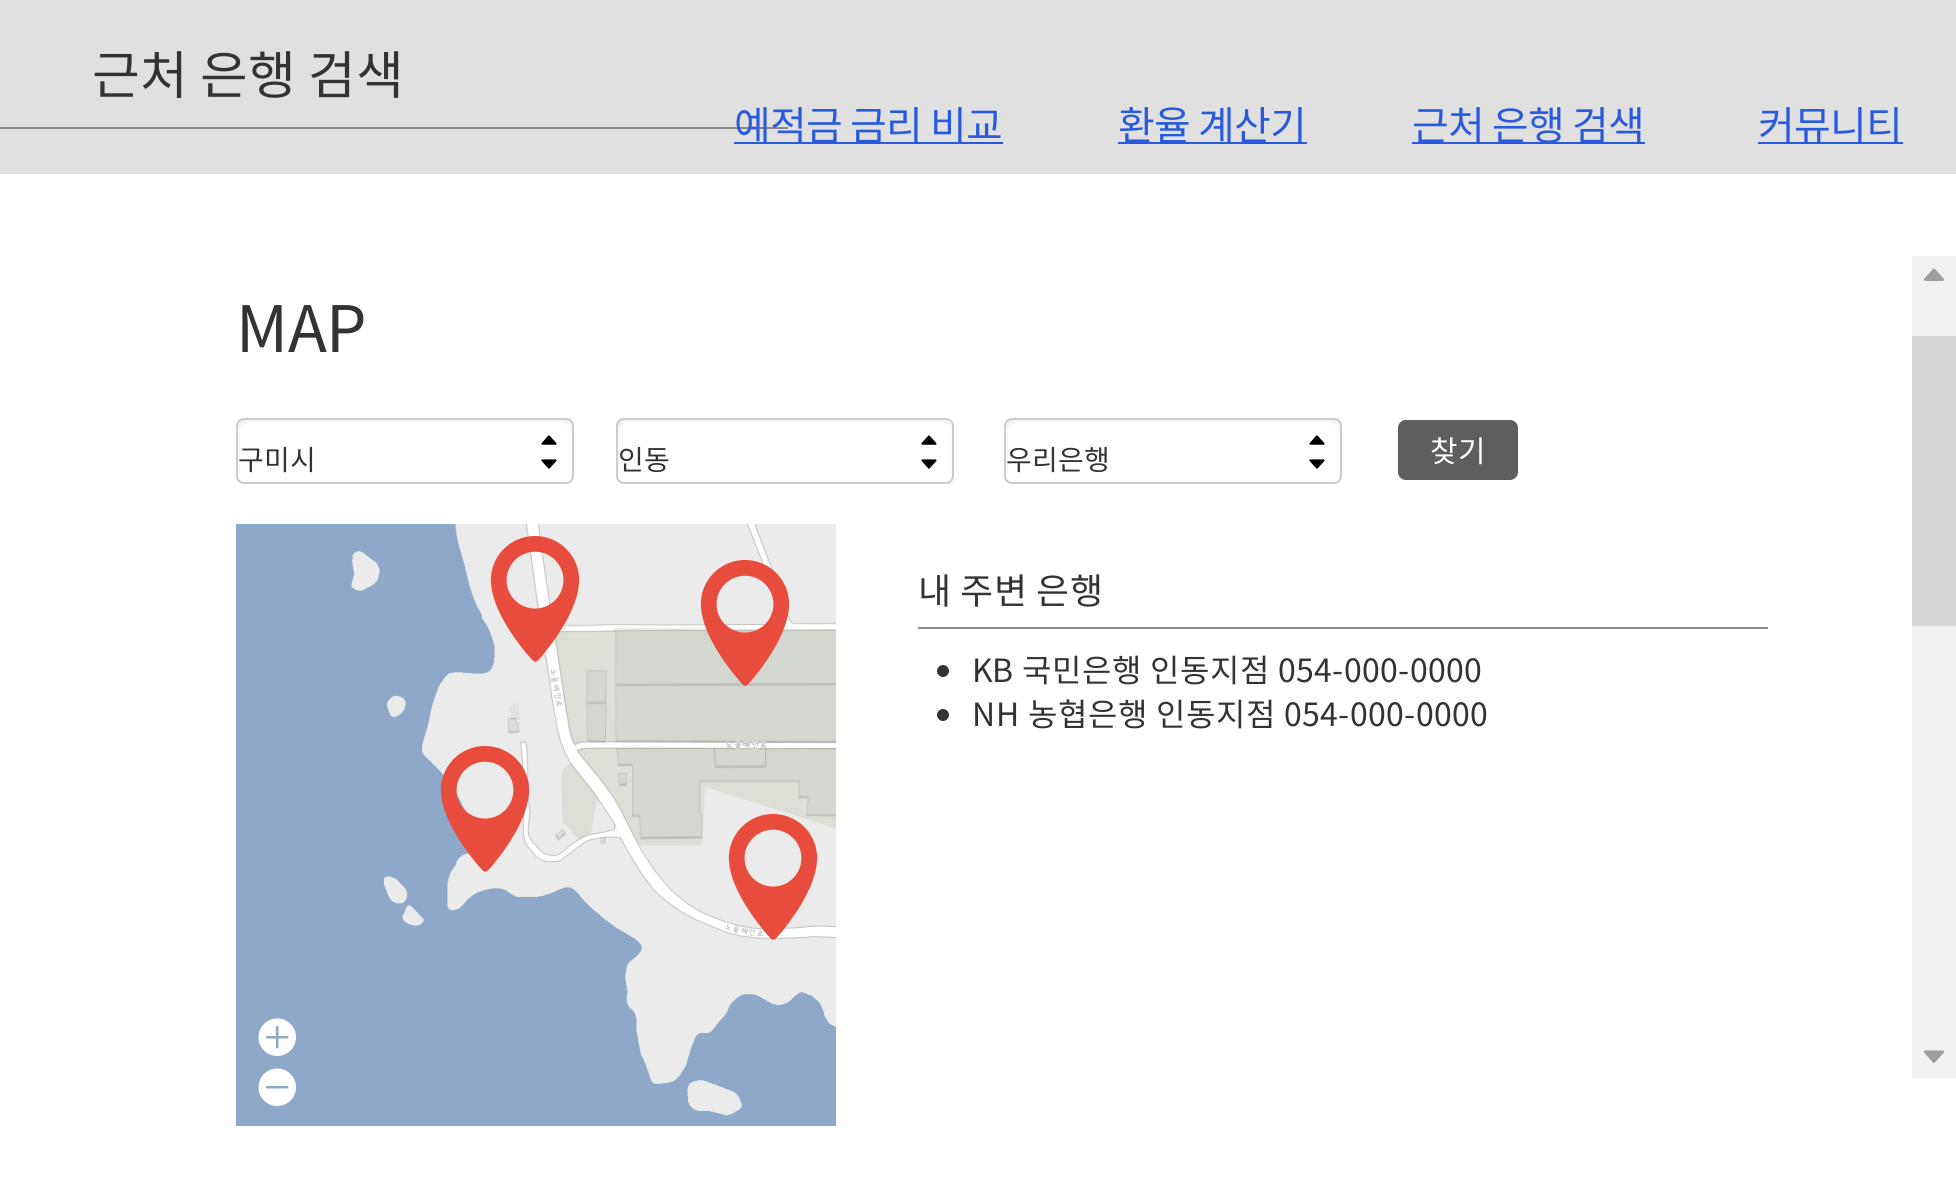 근처 은행 검색
예적금 금리 비교 환율 계산기 근처 은행 검색 커뮤니티
MAP
구미시 인동 우리은행 찾기
내 주변 은행
KB 국민은행 인동지점 054-000-0000
NH 농협은행 인동지점 054-000-0000